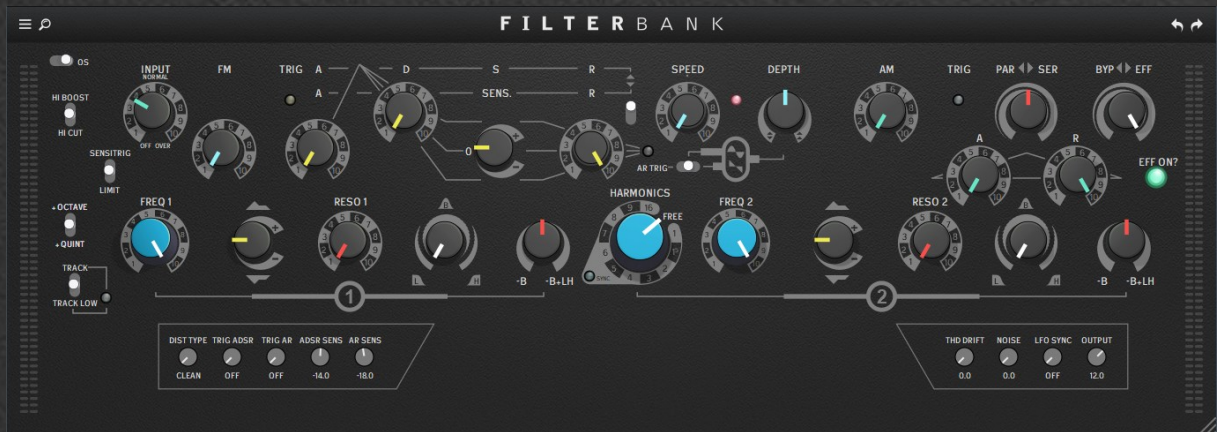 FILTERBANK
OS
INPUT FM TRIG A D S R SPEED DEPTH AM TRIG PAR SER BYP EFF
NORMAL
A SENS. R
HI BOOST
HI CUT
OFF OVER
0
A R
SENSITRIG
LIMIT
AR TRIG
EFF ON?
HARMONICS
+OCTAVE
+QUINT
FREQ 1 RESO 1 B FREE FREQ 2 RESO 2 B
L H -B -B+LH SYNC L H -B -B+LH
TRACK
TRACK LOW
1 2
DIST TYPE TRIG ADSR TRIG AR ADSR SENS AR SENS THD DRIFT NOISE LFO SYNC OUTPUT
CLEAN OFF OFF -14.0 -18.0 0.0 0.0 OFF 12.0